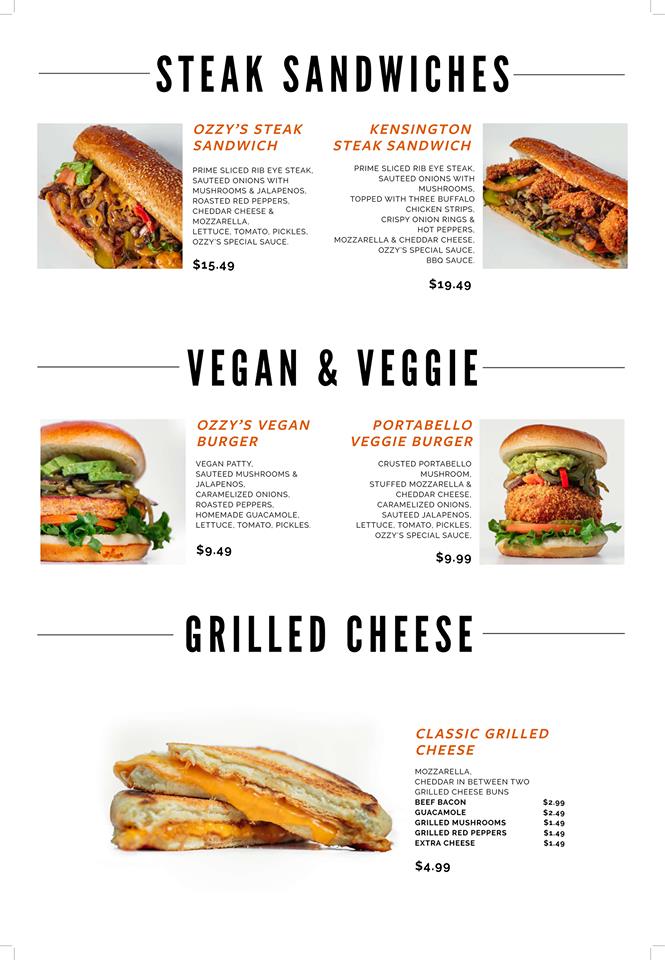 STEAK SANDWICHES
OZZY'S STEAK
SANDWICH
PRIME SLICED RIB EYE STEAK,
SAUTEED ONIONS WITH
MUSHROOMS & JALAPENOS,
ROASTED RED PEPPERS,
CHEDDAR CHEESE &
MOZZARELLA,
LETTUCE, TOMATO, PICKLES,
OZZY'S SPECIAL SAUCE.
$15.49
KENSINGTON
STEAK SANDWICH
PRIME SLICED RIB EYE STEAK,
SAUTEED ONIONS WITH
MUSHROOMS,
TOPPED WITH THREE BUFFALO
CHICKEN STRIPS,
CRISPY ONION RINGS &
HOT PEPPERS,
MOZZARELLA & CHEDDAR CHEESE,
OZZY'S SPECIAL SAUCE,
BBQ SAUCE.
$19.49
VEGAN & VEGGIE
OZZY'S VEGAN
BURGER
VEGAN PATTY,
SAUTEED MUSHROOMS &
JALAPENOS,
CARAMELIZED ONIONS,
ROASTED PEPPERS,
HOMEMADE GUACAMOLE,
LETTUCE, TOMATO, PICKLES.
$9.49
PORTABELLO
VEGGIE BURGER
CRUSTED PORTABELLO
MUSHROOM,
STUFFED MOZZARELLA &
CHEDDAR CHEESE,
CARAMELIZED ONIONS,
SAUTEED JALAPENOS,
LETTUCE, TOMATO, PICKLES,
OZZY'S SPECIAL SAUCE,
$9.99
GRILLED CHEESE
CLASSIC GRILLED
CHEESE
MOZZARELLA,
CHEDDAR IN BETWEEN TWO
GRILLED CHEESE BUNS
BEEF BACON $2.99
GUACAMOLE $2.49
GRILLED MUSHROOMS $1.49
GRILLED RED PEPPERS $1.49
EXTRA CHEESE $1.49
$4.99